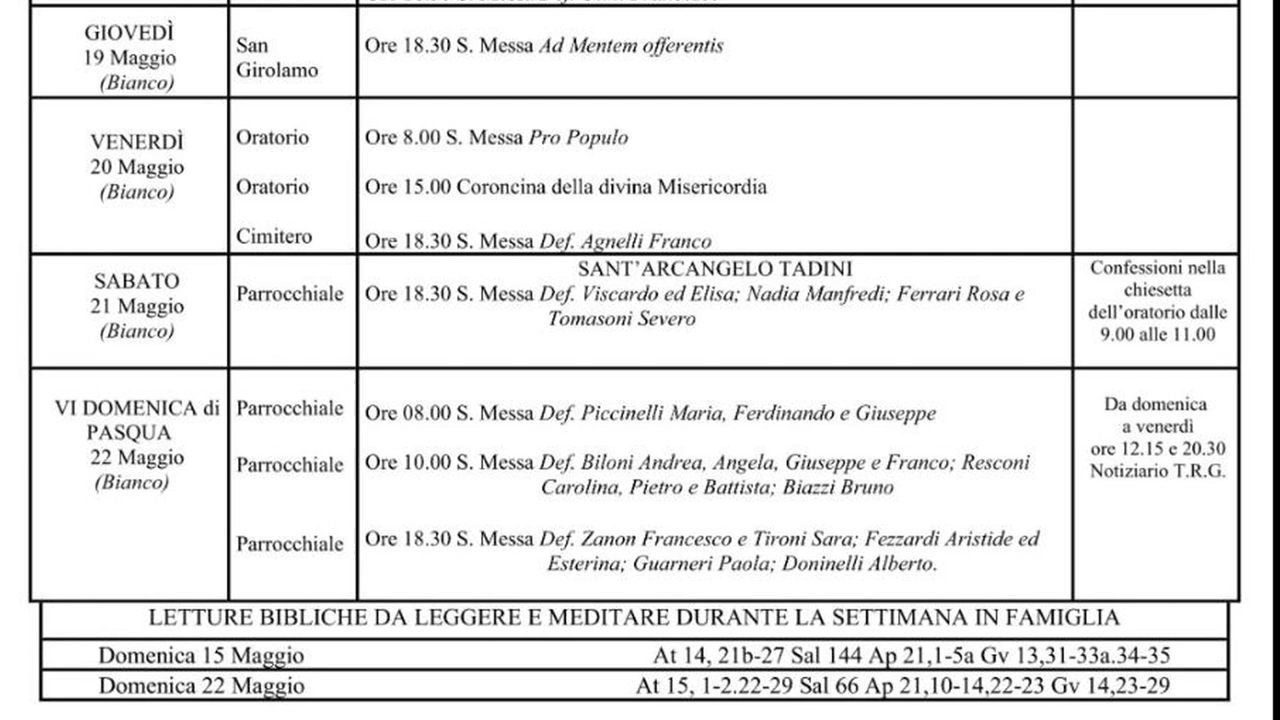 GIOVEDÌ
19 Maggio
(Bianco)
San
Girolamo
Ore 18.30 S. Messa Ad Mentem offerentis
VENERDÌ
20 Maggio
(Bianco)
Oratorio
Ore 8.00 S. Messa Pro Populo
Oratorio
Ore 15.00 Coroncina della divina Misericordia
Cimitero
Ore 18.30 S. Messa Def. Agnelli Franco
SABATO
21 Maggio
(Bianco)
Parrocchiale
SANT’ARCANGELO TADINI
Ore 18.30 S. Messa Def. Viscardo ed Elisa; Nadia Manfredi; Ferrari Rosa e
Tomasoni Severo
Confessioni nella
chiesetta
dell’oratorio dalle
9.00 alle 11.00
VI DOMENICA di
PASQUA
22 Maggio
(Bianco)
Parrocchiale
Ore 08.00 S. Messa Def. Piccinelli Maria, Ferdinando e Giuseppe
Parrocchiale
Ore 10.00 S. Messa Def. Biloni Andrea, Angela, Giuseppe e Franco; Resconi
Carolina, Pietro e Battista; Biazzi Bruno
Parrocchiale
Ore 18.30 S. Messa Def. Zanon Francesco e Tironi Sara; Fezzardi Aristide ed
Esterina; Guarneri Paola; Doninelli Alberto.
Da domenica
a venerdì
ore 12.15 e 20.30
Notiziario T.R.G.
LETTURE BIBLICHE DA LEGGERE E MEDITARE DURANTE LA SETTIMANA IN FAMIGLIA
Domenica 15 Maggio At 14, 21b-27 Sal 144 Ap 21,1-5a Gv 13,31-33a.34-35
Domenica 22 Maggio At 15, 1-2.22-29 Sal 66 Ap 21,10-14,22-23 Gv 14,23-29